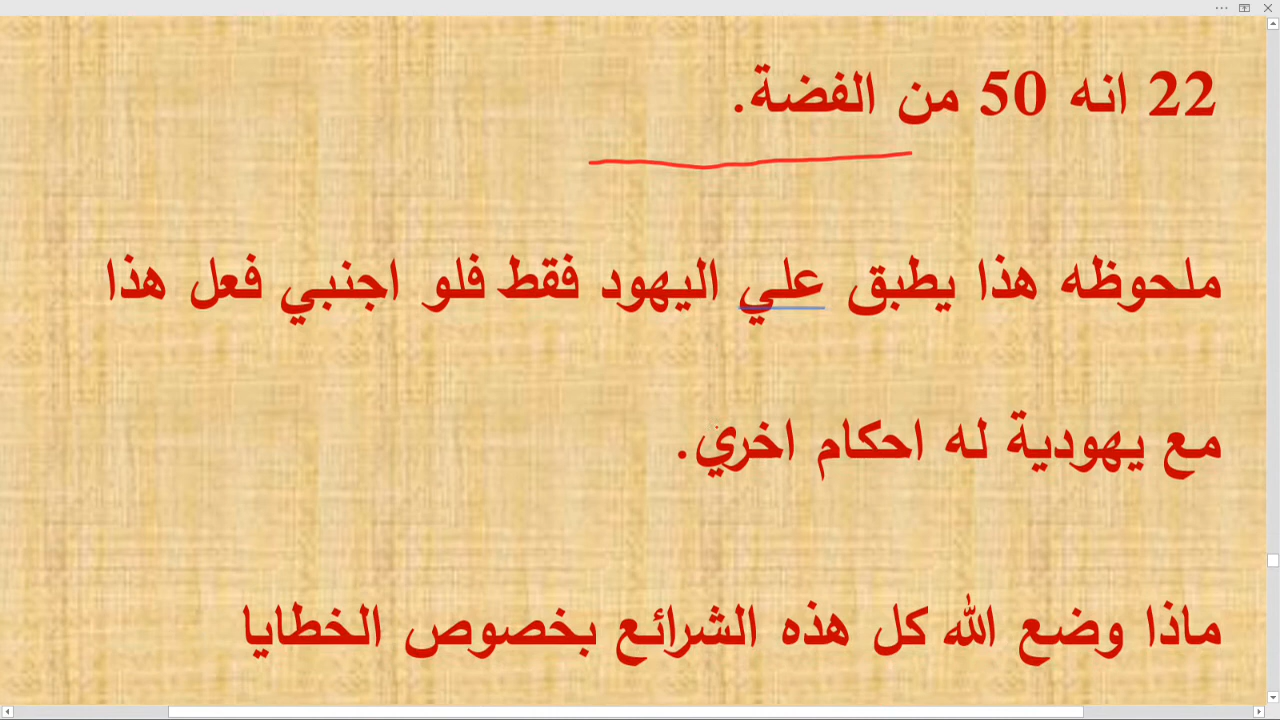 22 انه 50 من الفضة.
ملحوظه هذا يطبق علي اليهود فقط فلو اجنبي فعل هذا
مع يهودية له احكام اخري.
ماذا وضع الله كل هذه الشرائع بخصوص الخطايا